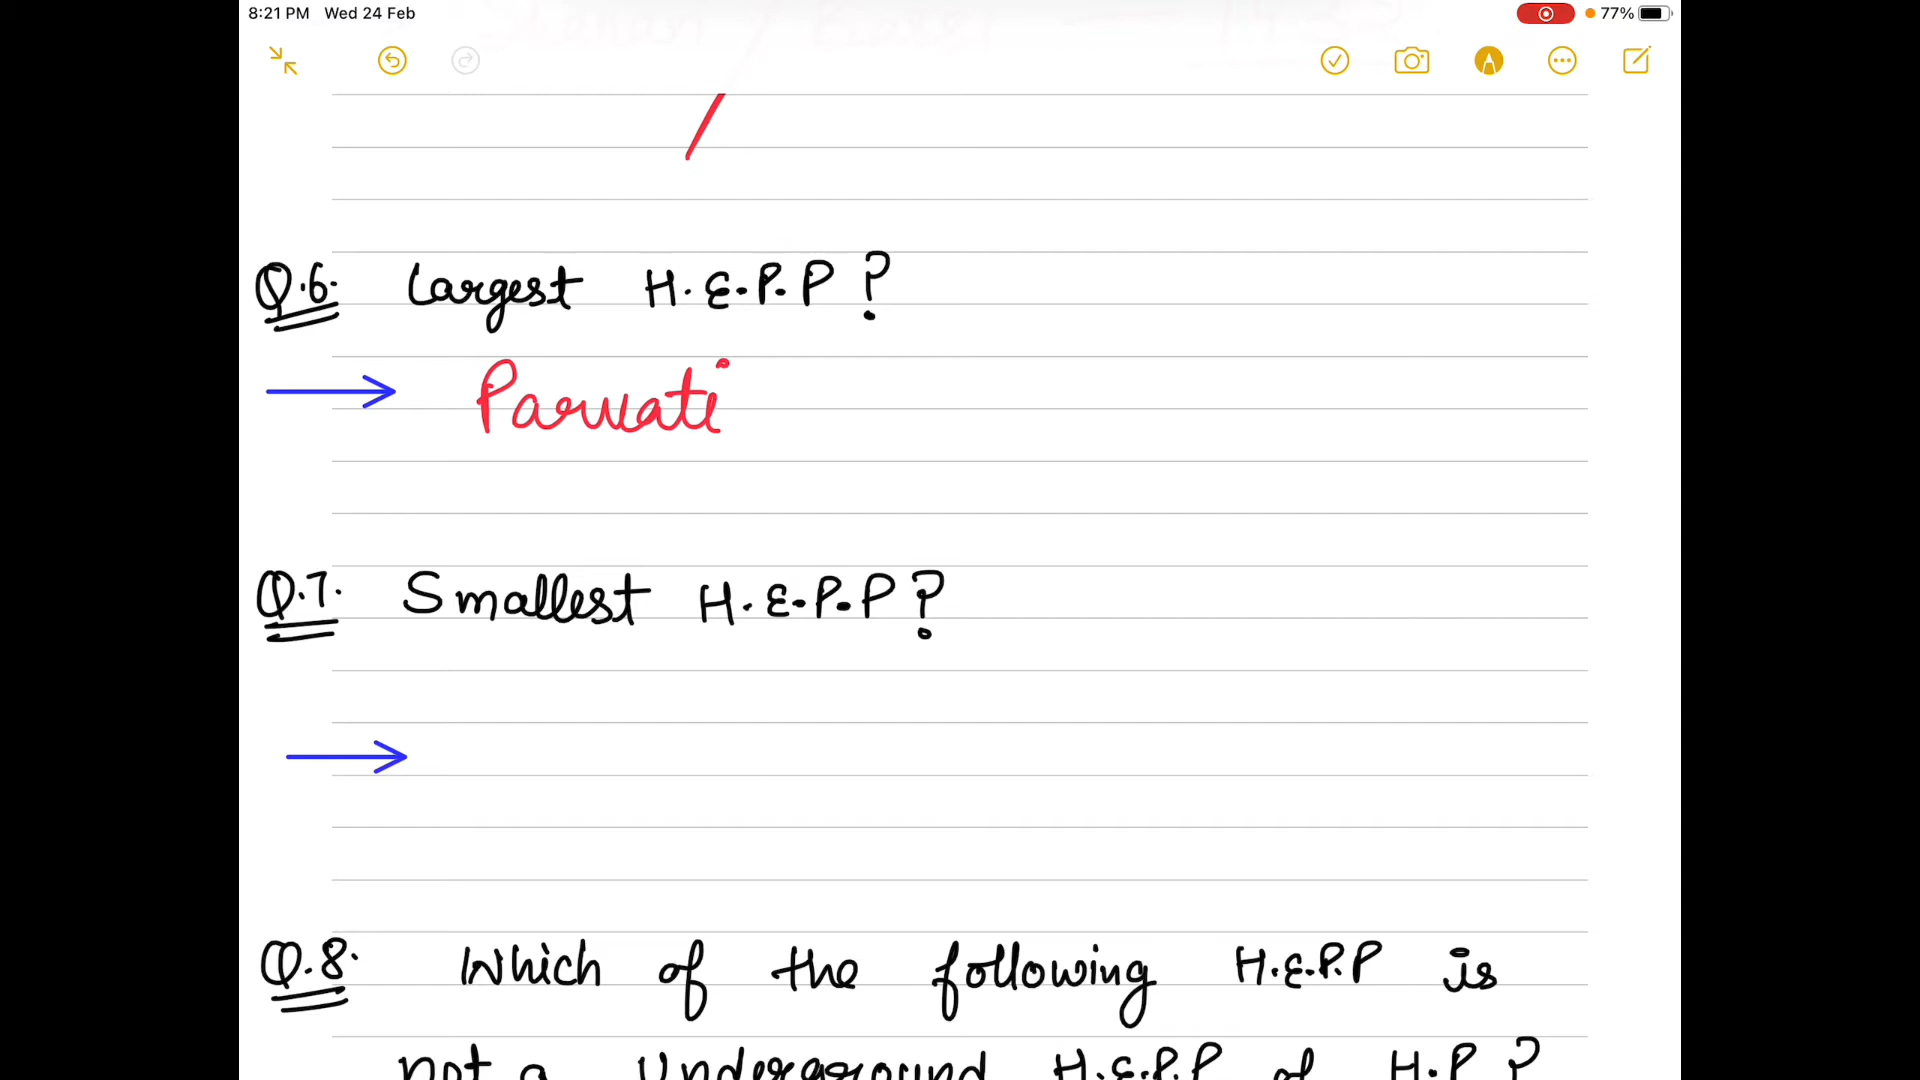 8:21 PM Wed 24 Feb
77%
Q.6. Largest H.E.P.P ?
Parvati
Q.7. Smallest H.E.P.P ?
Q.8. Which of the following H.E.P.P is
not a underground H.E.P.P of H.P ?